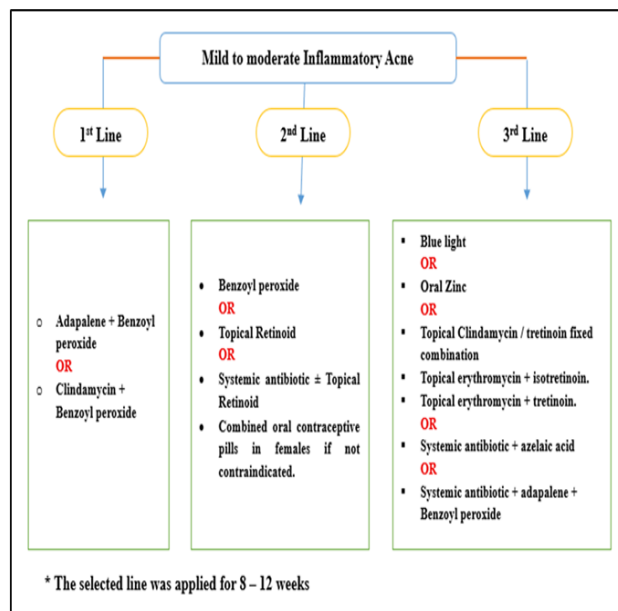 Mild to moderate Inflammatory Acne
1st Line
2nd Line
3rd Line
○ Adapalene + Benzoyl
peroxide
OR
○ Clindamycin +
Benzoyl peroxide
• Benzoyl peroxide
OR
• Topical Retinoid
OR
• Systemic antibiotic ± Topical
Retinoid
• Combined oral contraceptive
pills in females if not
contraindicated.
▪ Blue light
OR
▪ Oral Zinc
OR
▪ Topical Clindamycin / tretinoin fixed
combination
▪ Topical erythromycin + isotretinoin.
▪ Topical erythromycin + tretinoin.
OR
▪ Systemic antibiotic + azelaic acid
OR
▪ Systemic antibiotic + adapalene +
Benzoyl peroxide
* The selected line was applied for 8 – 12 weeks